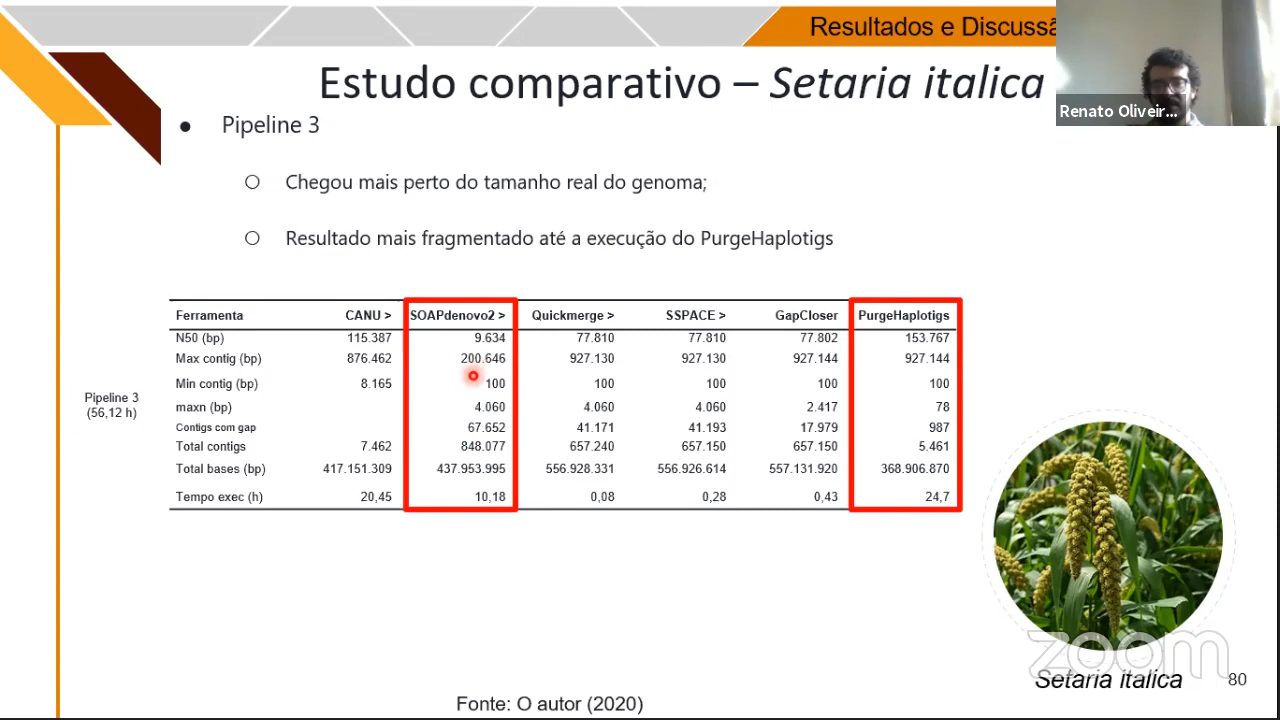 Resultados e Discussã
Estudo comparativo – Setaria italica
Renato Oliveir...
● Pipeline 3
○ Chegou mais perto do tamanho real do genoma;
○ Resultado mais fragmentado até a execução do PurgeHaplotigs
Ferramenta CANU > SOAPdenovo2 > Quickmerge > SSPACE > GapCloser PurgeHaplotigs
N50 (bp) 115.387 9.634 77.810 77.810 77.802 153.767
Max contig (bp) 876.462 200.646 927.130 927.130 927.144 927.144
Min contig (bp) 8.165 100 100 100 100 100
Pipeline 3
(56,12 h)
maxn (bp) 4.060 4.060 4.060 2.417 78
Contigs com gap 67.652 41.171 41.193 17.979 987
Total contigs 7.462 848.077 657.240 657.150 657.150 5.461
Total bases (bp) 417.151.309 437.953.995 556.928.331 556.926.614 557.131.920 368.906.870
Tempo exec (h) 20,45 10,18 0,08 0,28 0,43 24,7
zoom
Setaria italica
80
Fonte: O autor (2020)